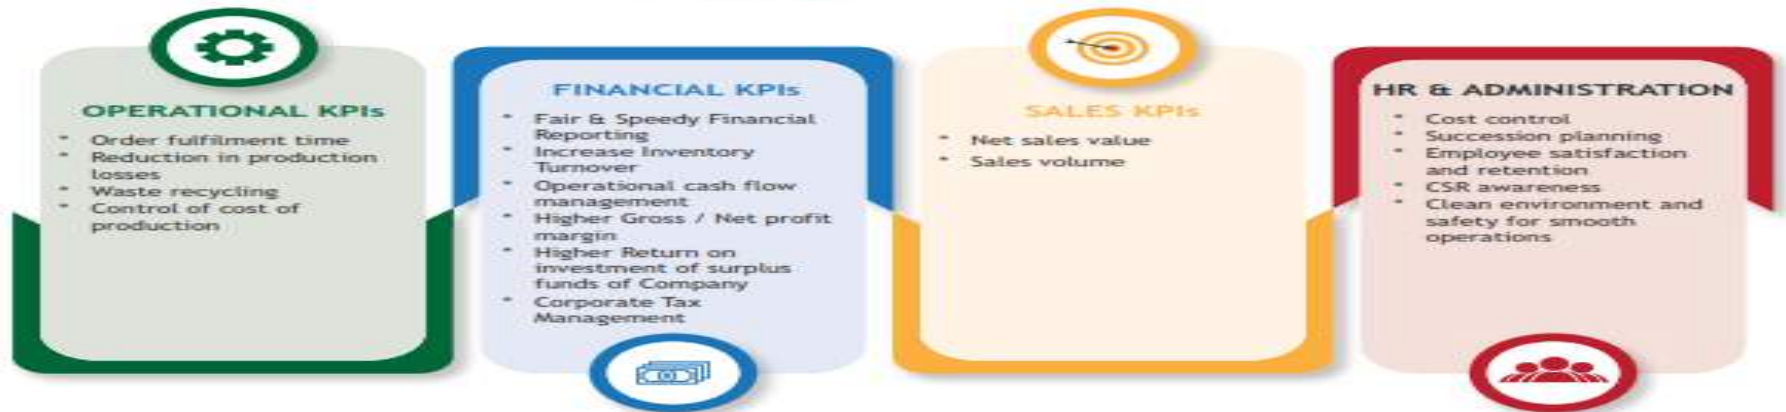 OPERATIONAL KPIs
* Order fulfilment time
* Reduction in production
losses
* Waste recycling
* Control of cost of
production
FINANCIAL KPIs
* Fair & Speedy Financial
Reporting
* Increase Inventory
Turnover
* Operational cash flow
management
* Higher Gross / Net profit
margin
* Higher Return on
investment of surplus
funds of Company
* Corporate Tax
Management
SALES KPIs
* Net sales value
* Sales volume
HR & ADMINISTRATION
* Cost control
* Succession planning
* Employee satisfaction
and retention
* CSR awareness
* Clean environment and
safety for smooth
operations